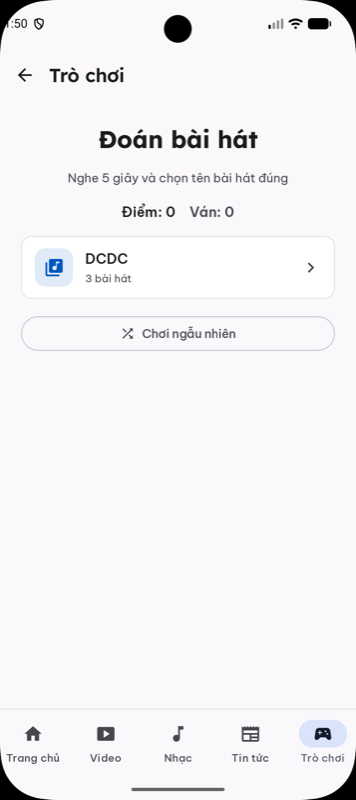 :50
Trò chơi
Đoán bài hát
Nghe 5 giây và chọn tên bài hát đúng
Điểm: 0 Ván: 0
DCDC
3 bài hát
Chơi ngẫu nhiên
Trang chủ Video Nhạc Tin tức Trò chơi